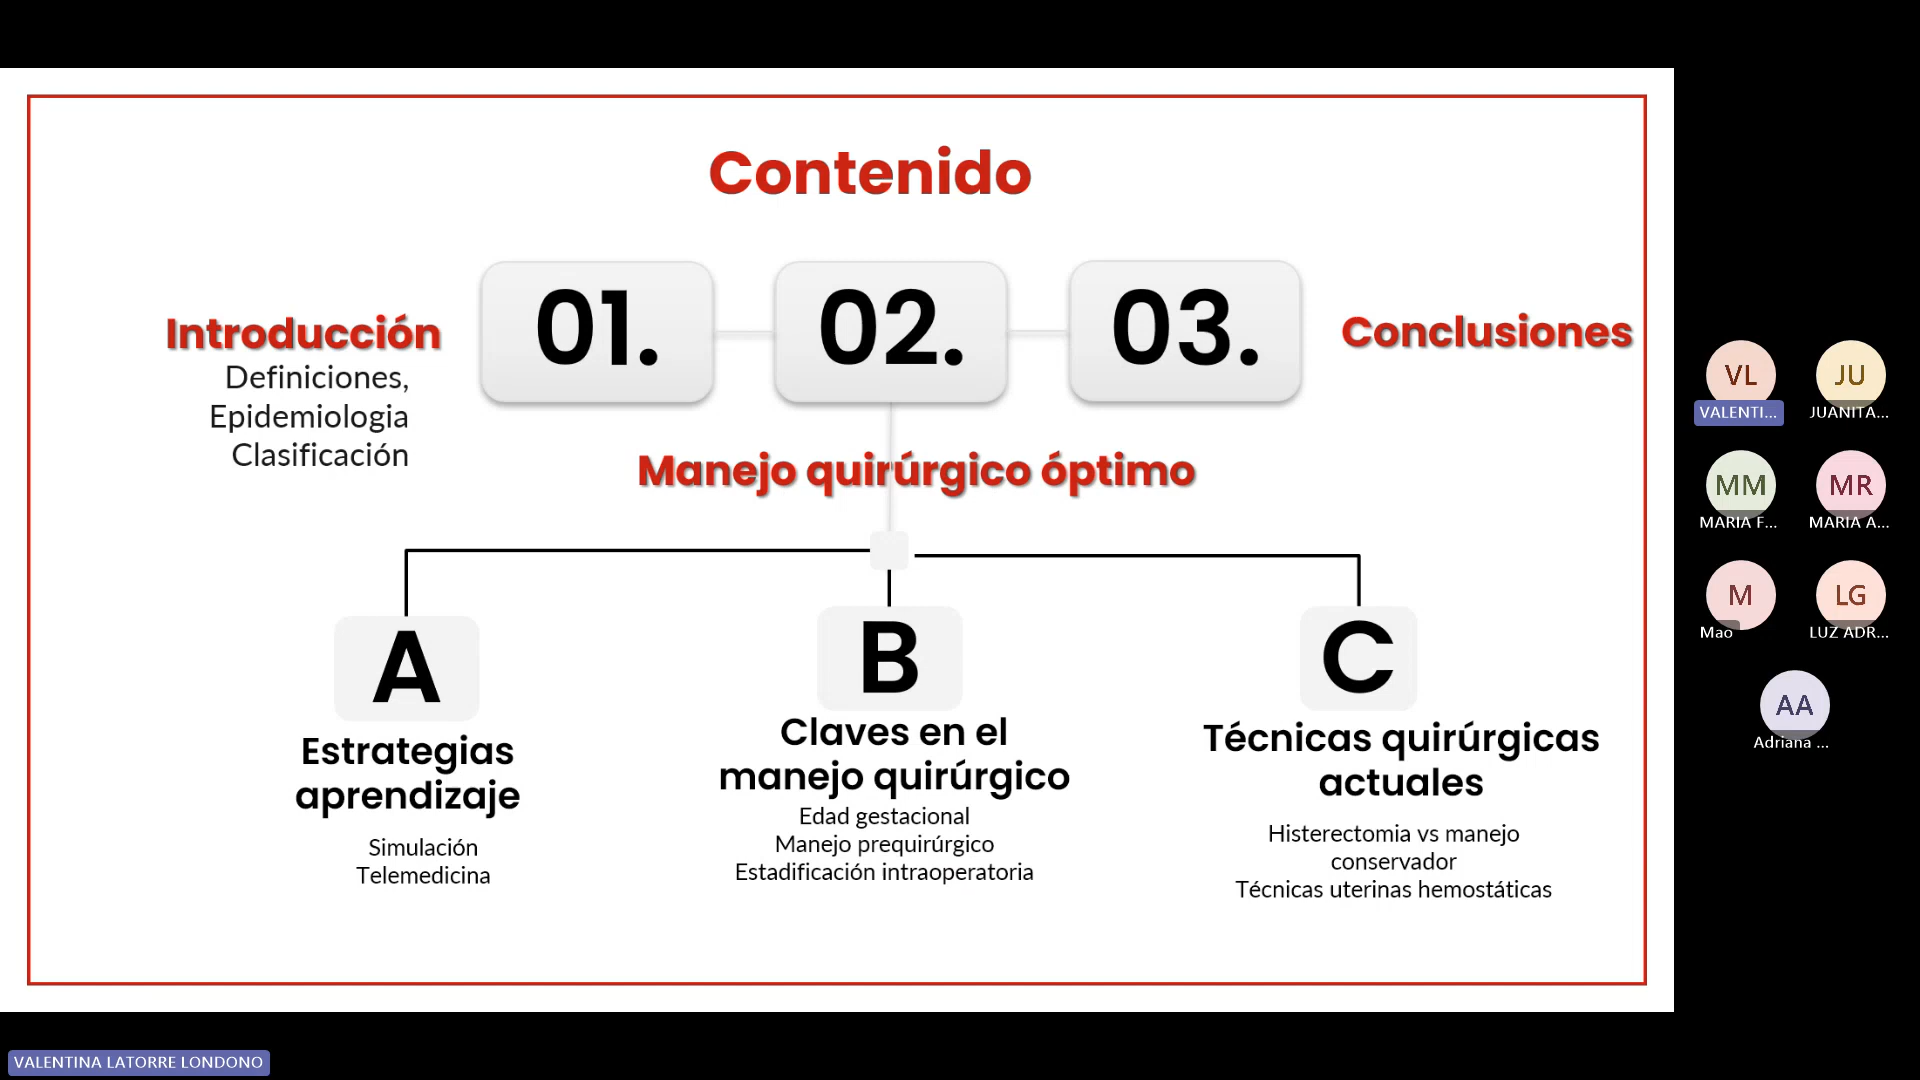 Contenido
01.
02.
03.
Introducción
Definiciones,
Epidemiologia
Clasificación
Conclusiones
Manejo quirúrgico óptimo
A
Estrategias
aprendizaje
Simulación
Telemedicina
B
Claves en el
manejo quirúrgico
Edad gestacional
Manejo prequirúrgico
Estadificación intraoperatoria
C
Técnicas quirúrgicas
actuales
Histerectomia vs manejo
conservador
Técnicas uterinas hemostáticas
VL
VALENTI...
JU
JUANITA...
MM
MARIA F...
MR
MARIA A...
M
Mao
LG
LUZ ADR...
AA
Adriana ...
VALENTINA LATORRE LONDONO